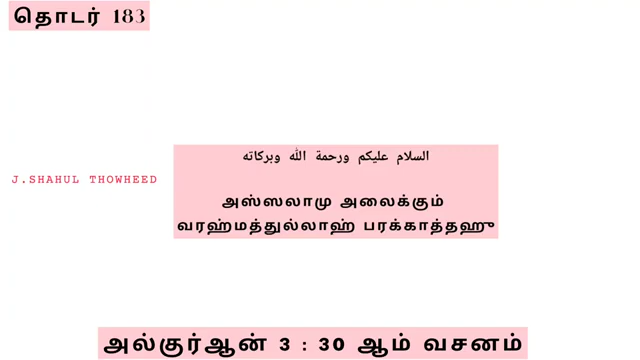 தொடர் 183
السلام عليكم ورحمة الله وبركاته
J.SHAHUL THOWHEED
அஸ்ஸலாமு அலைக்கும்
வரஹ்மத்துல்லாஹ் பரக்காத்தஹு
அல்குர்ஆன் 3 : 30 ஆம் வசனம்